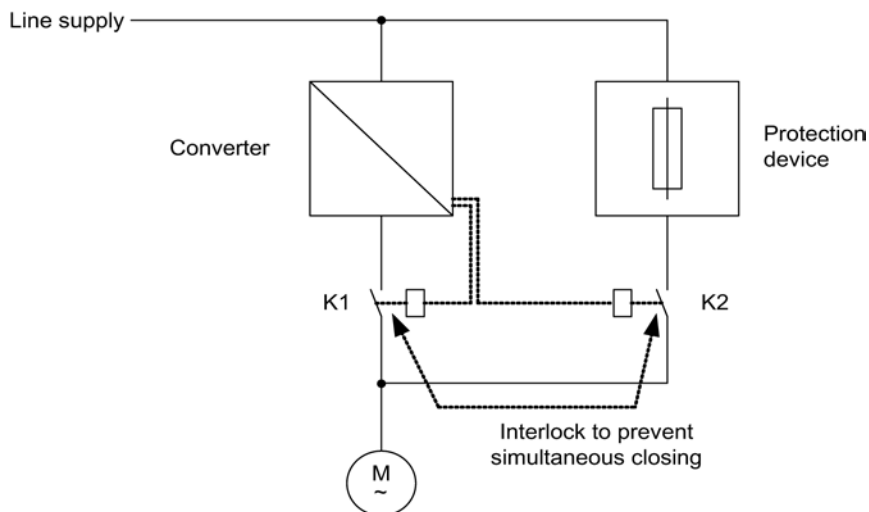 Line supply
Converter
Protection
device
K1
K2
Interlock to prevent
simultaneous closing
M
~